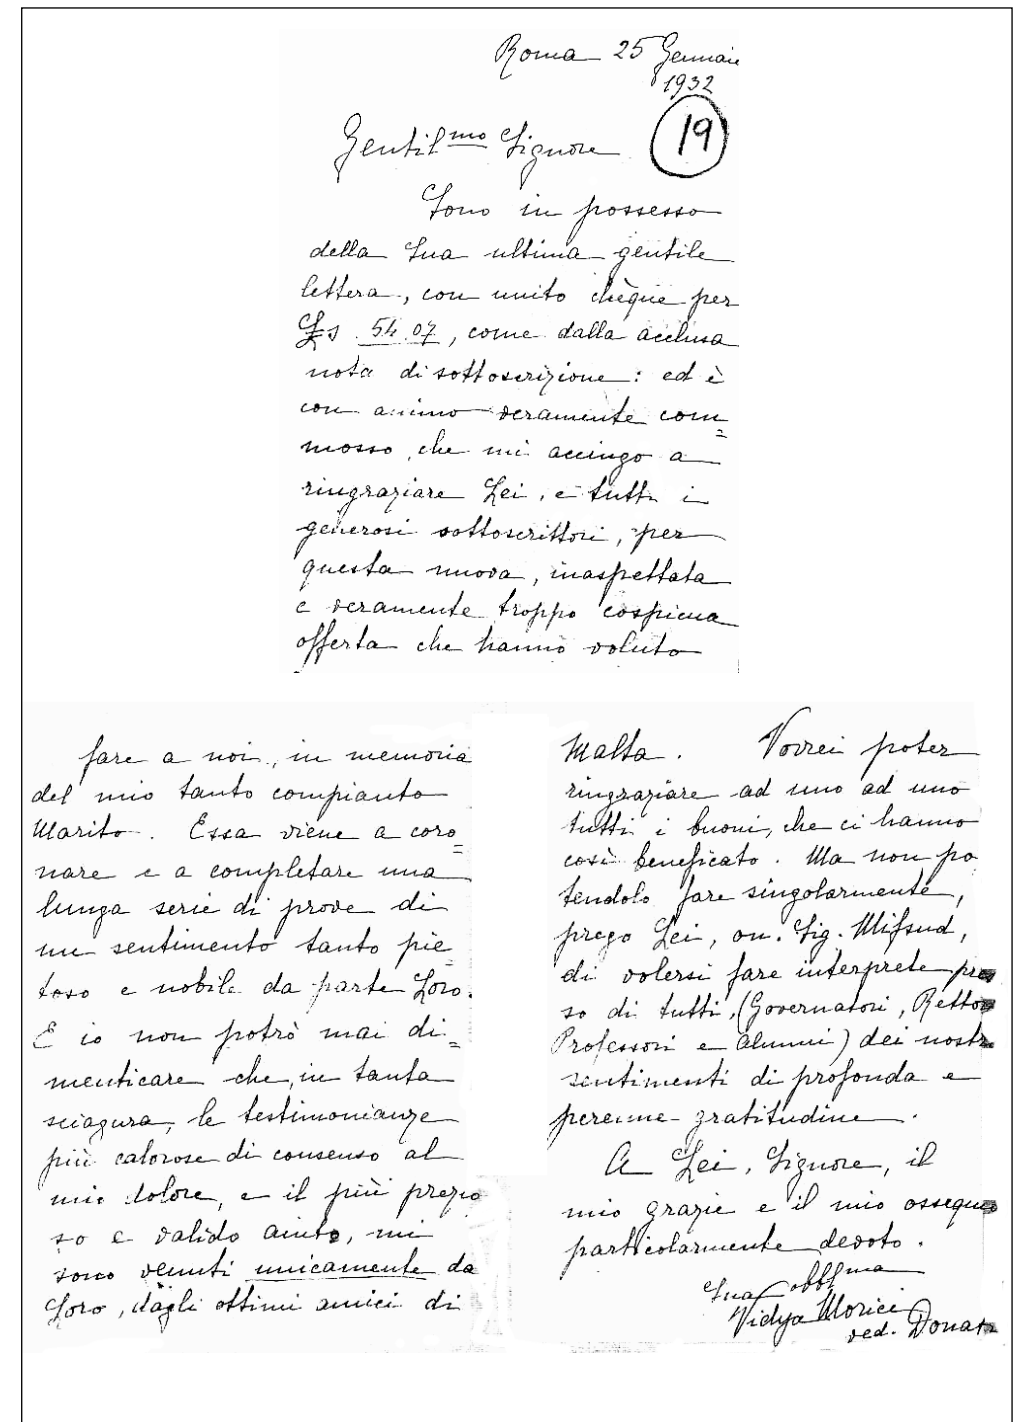 Roma 25 Gennaio
1932
19
Gentil.mo Signore
Sono in possesso
della Sua ultima gentile
lettera, con unito chèque per
£s 54.07, come dalla acclusa
nota di sottoscrizione: ed è
con animo veramente com=
mosso, che mi accingo a
ringraziare Lei, e tutti i
generosi sottoscrittori, per
questa nuova, inaspettata
e veramente troppo cospicua
offerta che hanno voluto
fare a noi, in memoria
del mio tanto compianto
Marito. Essa viene a coro=
nare e a completare una
lunga serie di prove di
un sentimento tanto pie=
toso e nobile da parte Loro.
E io non potrò mai di=
menticare che, in tanta
sciagura, le testimonianze
più calorose di consenso al
mio dolore, e il più prezio
so e valido aiuto, mi
sono venuti unicamente da
Loro, dagli ottimi amici di
Malta. Vorrei poter
ringraziare ad uno ad uno
tutti i buoni, che ci hanno
così beneficato. Ma non po
tendolo fare singolarmente,
prego Lei, on. Sig. Mifsud,
di volersi fare interprete pres
so di tutti, (Governatori, Rettore
Professori e Alunni) dei nostri
sentimenti di profonda e
perenne gratitudine.
A Lei, Signore, il
mio grazie e il mio ossequio
particolarmente devoto.
Sua obbl.ma
Vidya Morici
ved. Donati